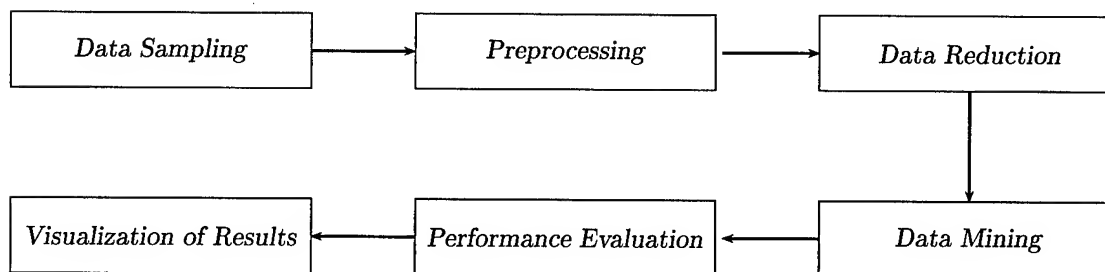 Data Sampling
Preprocessing
Data Reduction
Data Mining
Performance Evaluation
Visualization of Results